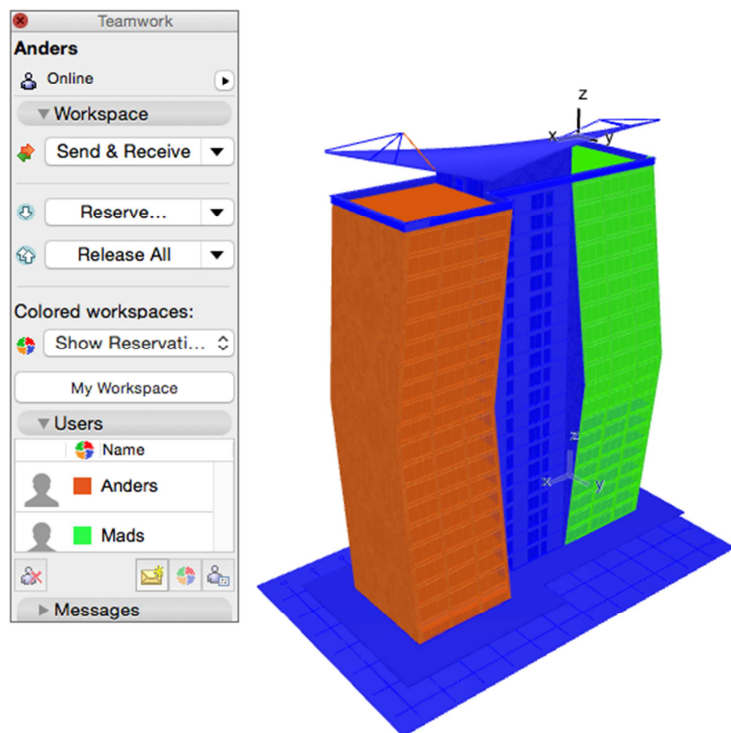 Teamwork
Anders
Online
Workspace
Send & Receive
Reserve...
Release All
Colored workspaces:
Show Reservati...
My Workspace
Users
Name
Anders
Mads
Messages
z
x
y
z
x
y